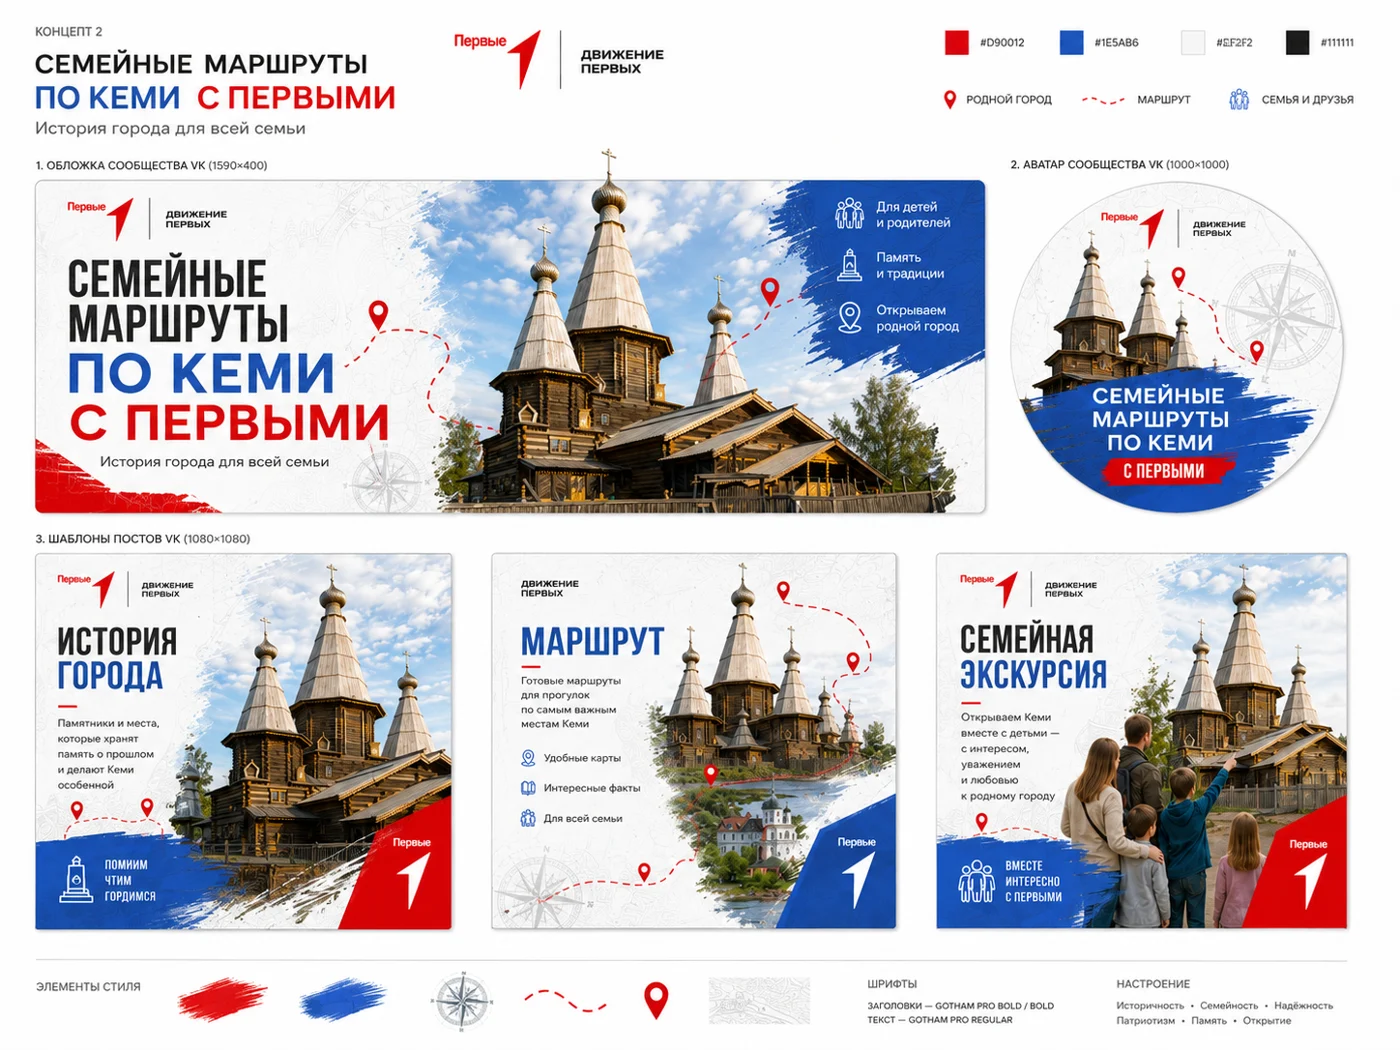 КОНЦЕПТ 2
СЕМЕЙНЫЕ МАРШРУТЫ
ПО КЕМИ С ПЕРВЫМИ
История города для всей семьи
Первые
ДВИЖЕНИЕ
ПЕРВЫХ
#D90012
#1E5AB6
#F2F2
#111111
РОДНОЙ ГОРОД
МАРШРУТ
СЕМЬЯ И ДРУЗЬЯ
1. ОБЛОЖКА СООБЩЕСТВА VK (1590×400)
Первые
ДВИЖЕНИЕ
ПЕРВЫХ
СЕМЕЙНЫЕ
МАРШРУТЫ
ПО КЕМИ
С ПЕРВЫМИ
История города для всей семьи
Для детей
и родителей
Память
и традиции
Открываем
родной город
2. АВАТАР СООБЩЕСТВА VK (1000×1000)
Первые
ДВИЖЕНИЕ
ПЕРВЫХ
N
СЕМЕЙНЫЕ
МАРШРУТЫ
ПО КЕМИ
С ПЕРВЫМИ
3. ШАБЛОНЫ ПОСТОВ VK (1080×1080)
Первые
ДВИЖЕНИЕ
ПЕРВЫХ
ИСТОРИЯ
ГОРОДА
Памятники и места,
которые хранят
память о прошлом
и делают Кеми
особенной
ПОМНИМ
ЧТИМ
ГОРДИМСЯ
Первые
ДВИЖЕНИЕ
ПЕРВЫХ
МАРШРУТ
Готовые маршруты
для прогулок
по самым важным
местам Кеми
Удобные карты
Интересные факты
Для всей семьи
Первые
Первые
ДВИЖЕНИЕ
ПЕРВЫХ
СЕМЕЙНАЯ
ЭКСКУРСИЯ
Открываем Кеми
вместе с детьми —
с интересом,
уважением
и любовью
к родному городу
ВМЕСТЕ
ИНТЕРЕСНО
С ПЕРВЫМИ
Первые
ЭЛЕМЕНТЫ СТИЛЯ
ШРИФТЫ
ЗАГОЛОВКИ — GOTHAM PRO BOLD / BOLD
ТЕКСТ — GOTHAM PRO REGULAR
НАСТРОЕНИЕ
Историчность • Семейность • Надёжность
Патриотизм • Память • Открытие